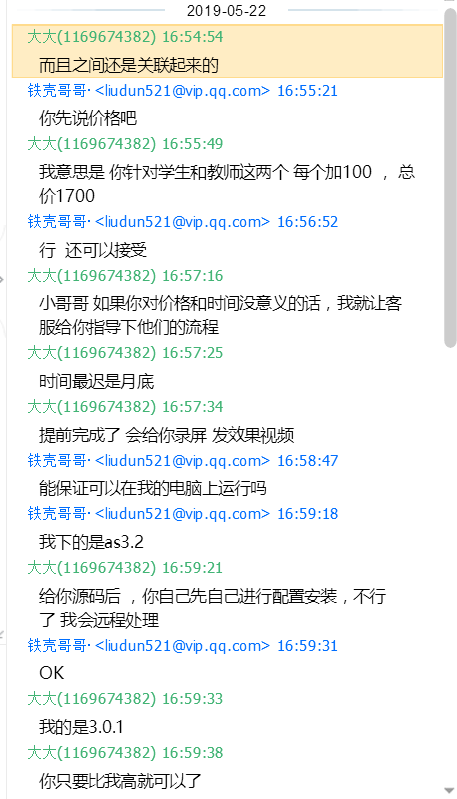 2019-05-22
大大(1169674382) 16:54:54
而且之间还是关联起来的
铁壳哥哥· <liudun521@vip.qq.com> 16:55:21
你先说价格吧
大大(1169674382) 16:55:49
我意思是 你针对学生和教师这两个 每个加100 ， 总
价1700
铁壳哥哥· <liudun521@vip.qq.com> 16:56:52
行  还可以接受
大大(1169674382) 16:57:16
小哥哥 如果你对价格和时间没意义的话，我就让客
服给你指导下他们的流程
大大(1169674382) 16:57:25
时间最迟是月底
大大(1169674382) 16:57:34
提前完成了 会给你录屏 发效果视频
铁壳哥哥· <liudun521@vip.qq.com> 16:58:47
能保证可以在我的电脑上运行吗
铁壳哥哥· <liudun521@vip.qq.com> 16:59:18
我下的是as3.2
大大(1169674382) 16:59:21
给你源码后 ，你自己先自己进行配置安装，不行
了 我会远程处理
铁壳哥哥· <liudun521@vip.qq.com> 16:59:31
OK
大大(1169674382) 16:59:33
我的是3.0.1
大大(1169674382) 16:59:38
你只要比我高就可以了